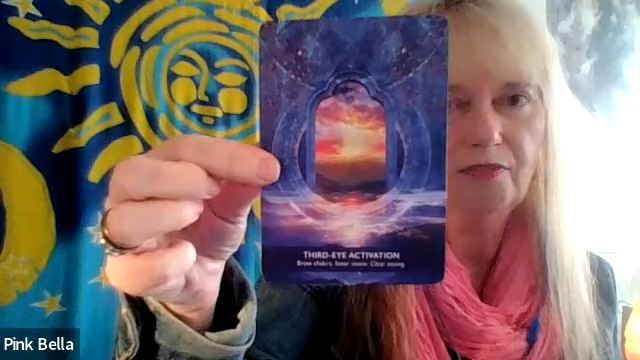 THIRD-EYE ACTIVATION
Brow chakra. Inner vision. Clear seeing.
Pink Bella